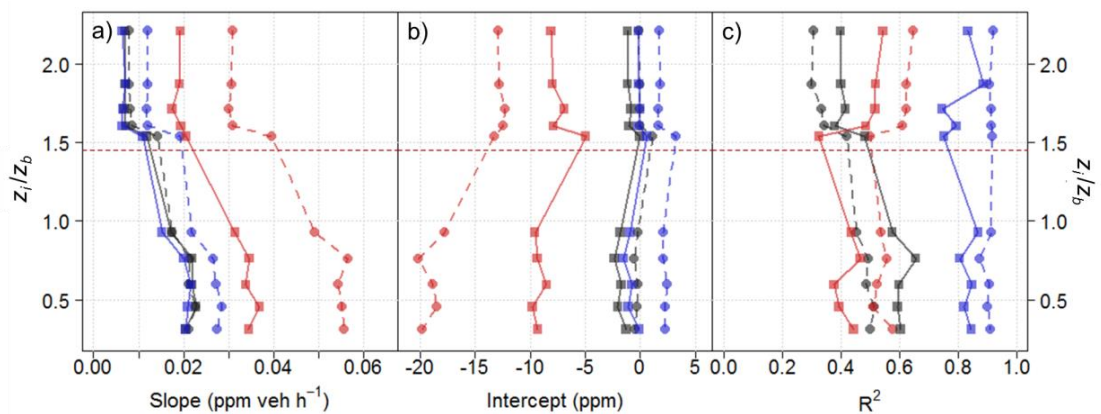 a) b) c)
2.0 2.0
1.5 1.5
z_i/z_b z_i/z_b
1.0 1.0
0.5 0.5
0.00 0.02 0.04 0.06 -20 -15 -10 -5 0 5 0.0 0.2 0.4 0.6 0.8 1.0
Slope (ppm veh h⁻¹) Intercept (ppm) R²